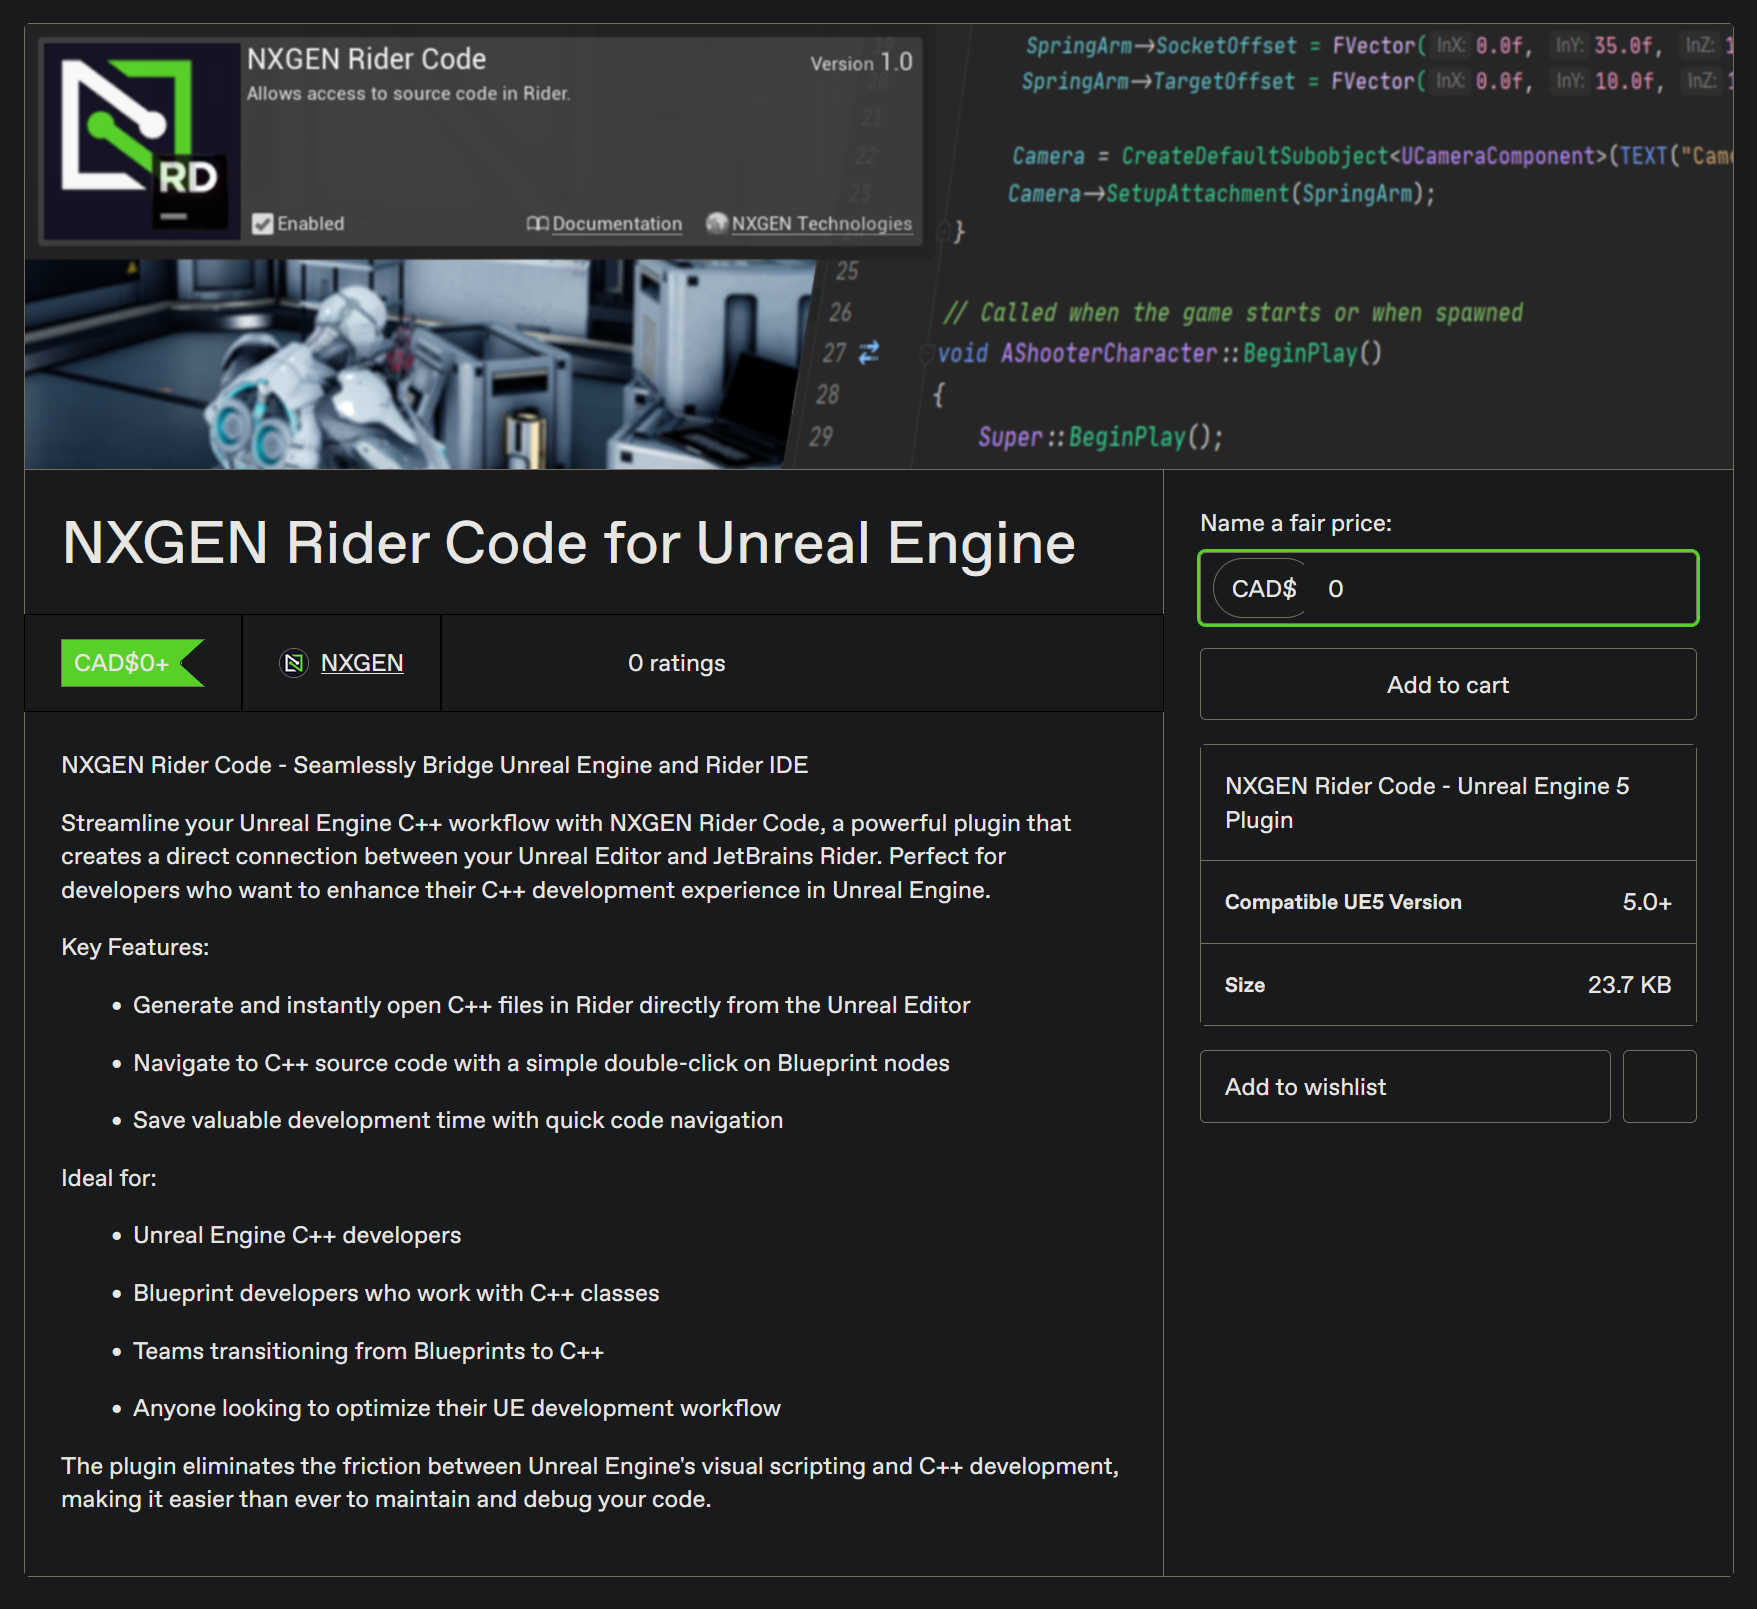 NXGEN Rider Code
Version 1.0
Allows access to source code in Rider.
RD
Enabled
Documentation
NXGEN Technologies
SpringArm→SocketOffset = FVector( InX: 0.0f, InY: 35.0f, InZ: 1
20 SpringArm→TargetOffset = FVector( InX: 0.0f, InY: 10.0f, InZ: 1
21
22 Camera = CreateDefaultSubobject<UCameraComponent>(TEXT("Came
23 Camera→SetupAttachment(SpringArm);
}
25
26 // Called when the game starts or when spawned
27 void AShooterCharacter::BeginPlay()
28 {
29 Super::BeginPlay();
NXGEN Rider Code for Unreal Engine
CAD$0+
NXGEN
0 ratings
NXGEN Rider Code - Seamlessly Bridge Unreal Engine and Rider IDE
Streamline your Unreal Engine C++ workflow with NXGEN Rider Code, a powerful plugin that
creates a direct connection between your Unreal Editor and JetBrains Rider. Perfect for
developers who want to enhance their C++ development experience in Unreal Engine.
Key Features:
• Generate and instantly open C++ files in Rider directly from the Unreal Editor
• Navigate to C++ source code with a simple double-click on Blueprint nodes
• Save valuable development time with quick code navigation
Ideal for:
• Unreal Engine C++ developers
• Blueprint developers who work with C++ classes
• Teams transitioning from Blueprints to C++
• Anyone looking to optimize their UE development workflow
The plugin eliminates the friction between Unreal Engine's visual scripting and C++ development,
making it easier than ever to maintain and debug your code.
Name a fair price:
CAD$ 0
Add to cart
NXGEN Rider Code - Unreal Engine 5
Plugin
Compatible UE5 Version 5.0+
Size 23.7 KB
Add to wishlist